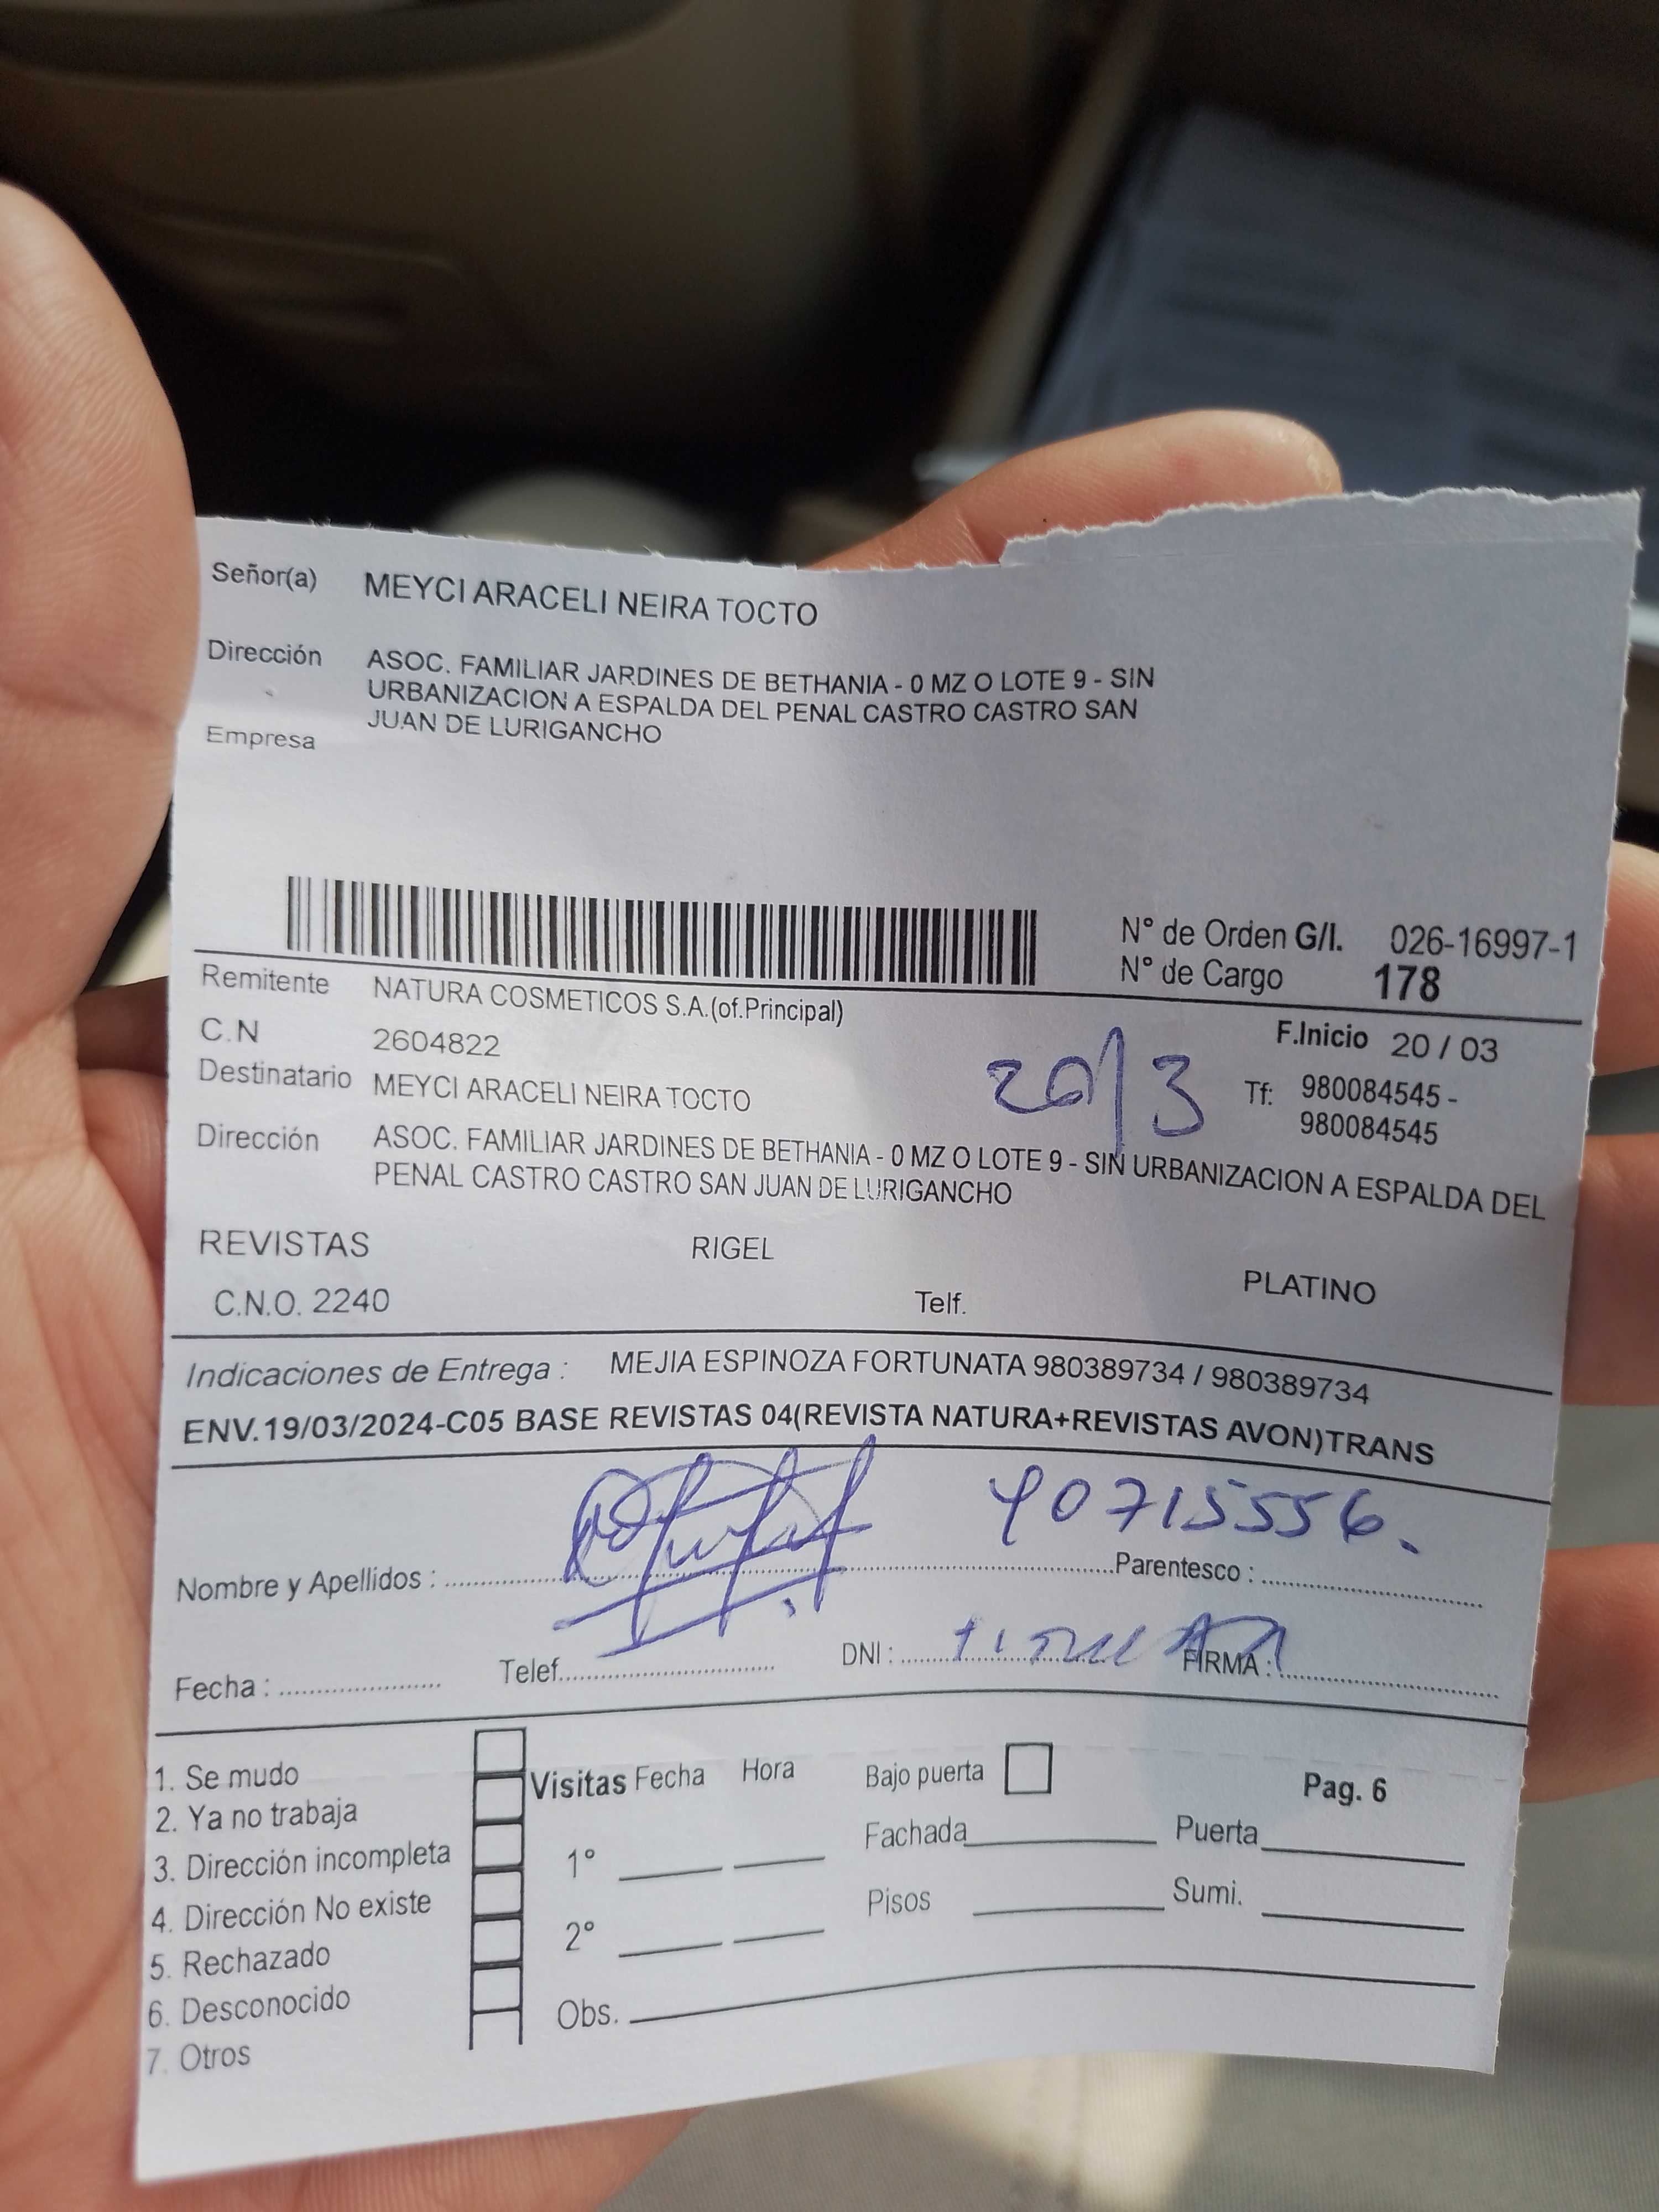 Señor(a) MEYCI ARACELI NEIRA TOCTO
Dirección ASOC. FAMILIAR JARDINES DE BETHANIA - 0 MZ O LOTE 9 - SIN
URBANIZACION A ESPALDA DEL PENAL CASTRO CASTRO SAN
JUAN DE LURIGANCHO
Empresa
N° de Orden G/I. 026-16997-1
N° de Cargo 178
Remitente NATURA COSMETICOS S.A.(of.Principal)
F.Inicio 20 / 03
C.N 2604822
20/3
Tf: 980084545 -
980084545
Destinatario MEYCI ARACELI NEIRA TOCTO
Dirección ASOC. FAMILIAR JARDINES DE BETHANIA - 0 MZ O LOTE 9 - SIN URBANIZACION A ESPALDA DEL
PENAL CASTRO CASTRO SAN JUAN DE LURIGANCHO
REVISTAS RIGEL PLATINO
C.N.O. 2240 Telf.
Indicaciones de Entrega : MEJIA ESPINOZA FORTUNATA 980389734 / 980389734
ENV.19/03/2024-C05 BASE REVISTAS 04(REVISTA NATURA+REVISTAS AVON)TRANS
40715556.
Nombre y Apellidos : Parentesco :
Fecha : Telef. DNI : FIRMA :
1. Se mudo
2. Ya no trabaja
3. Dirección incompleta
4. Dirección No existe
5. Rechazado
6. Desconocido
7. Otros
Visitas Fecha Hora
1°
2°
Obs.
Bajo puerta Pag. 6
Fachada Puerta
Pisos Sumi.